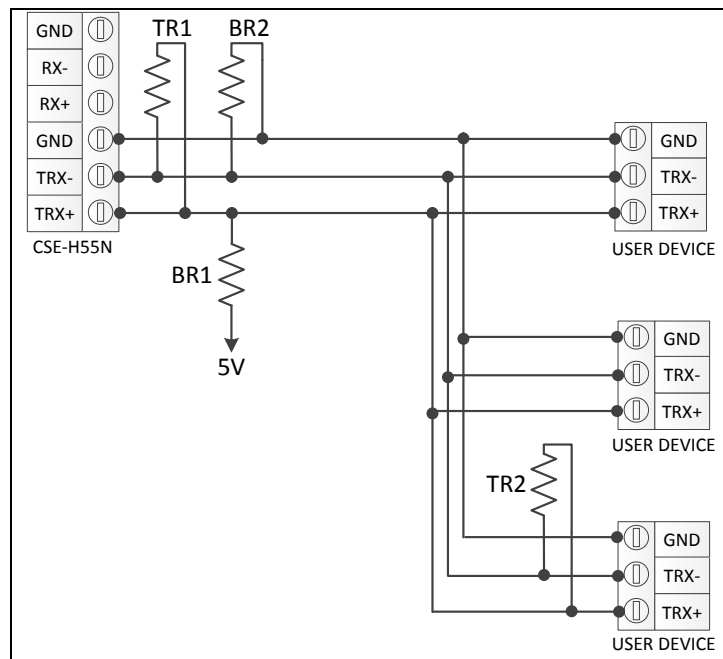 GND
RX-
RX+
GND
TRX-
TRX+
CSE-H55N
TR1
BR2
BR1
5V
GND
TRX-
TRX+
USER DEVICE
GND
TRX-
TRX+
USER DEVICE
TR2
GND
TRX-
TRX+
USER DEVICE